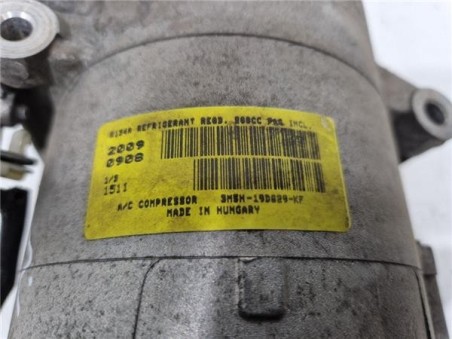 R134A REFRIGERANT REQD. 200CC PAG INCL.
2009
0908
1/3
1511
A/C COMPRESSOR 3M5H-19D629-KF
MADE IN HUNGARY